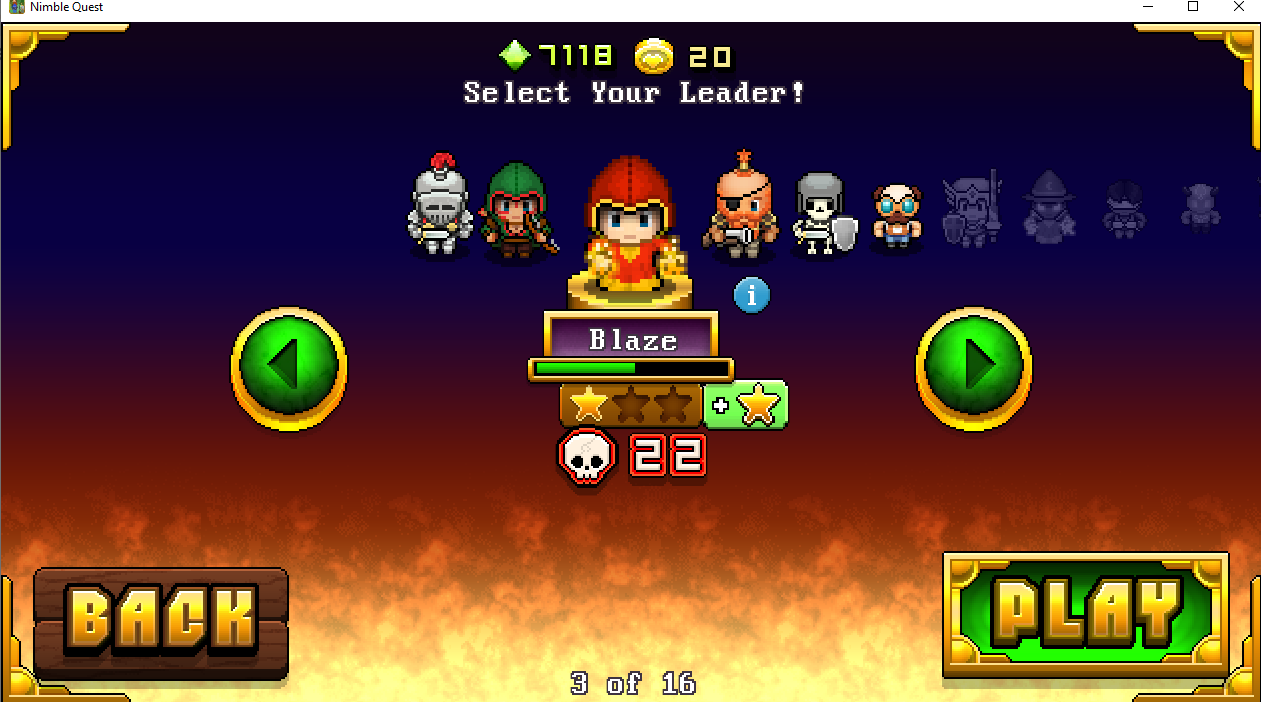 Nimble Quest
7118 20
Select Your Leader!
i
Blaze
+
22
BACK
PLAY
3 of 16